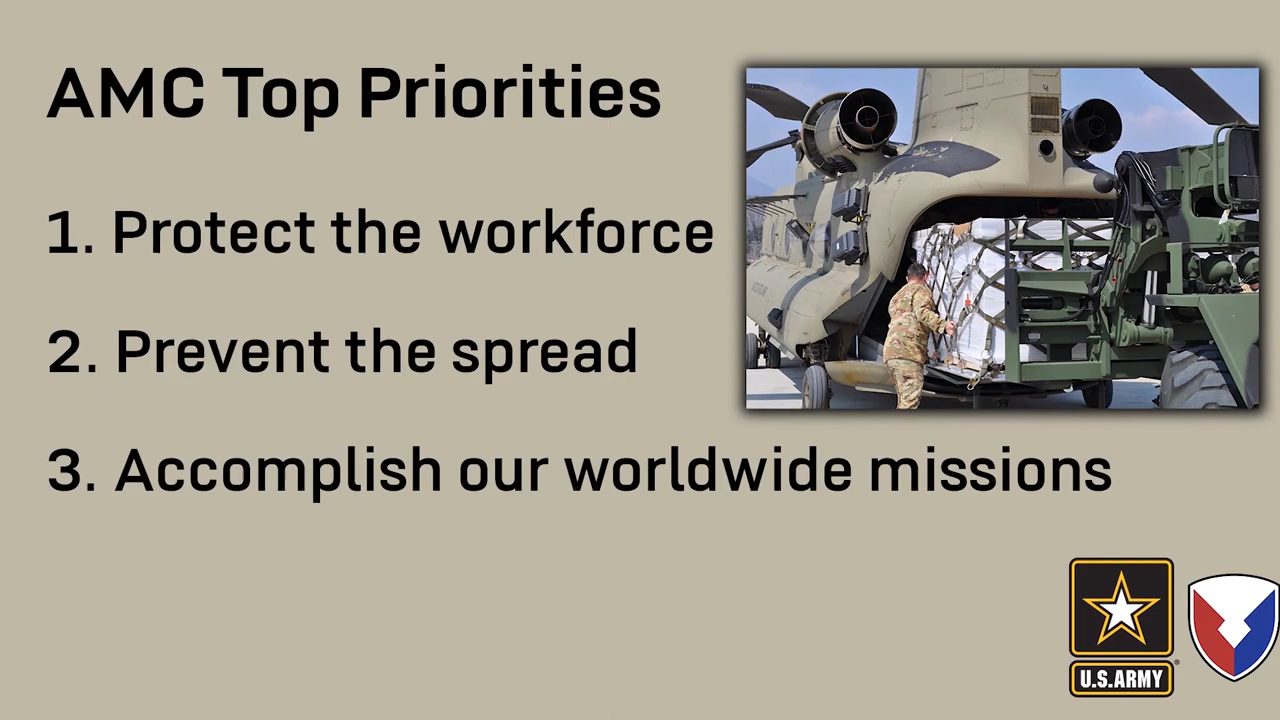 AMC Top Priorities
1. Protect the workforce
2. Prevent the spread
3. Accomplish our worldwide missions
U.S.ARMY